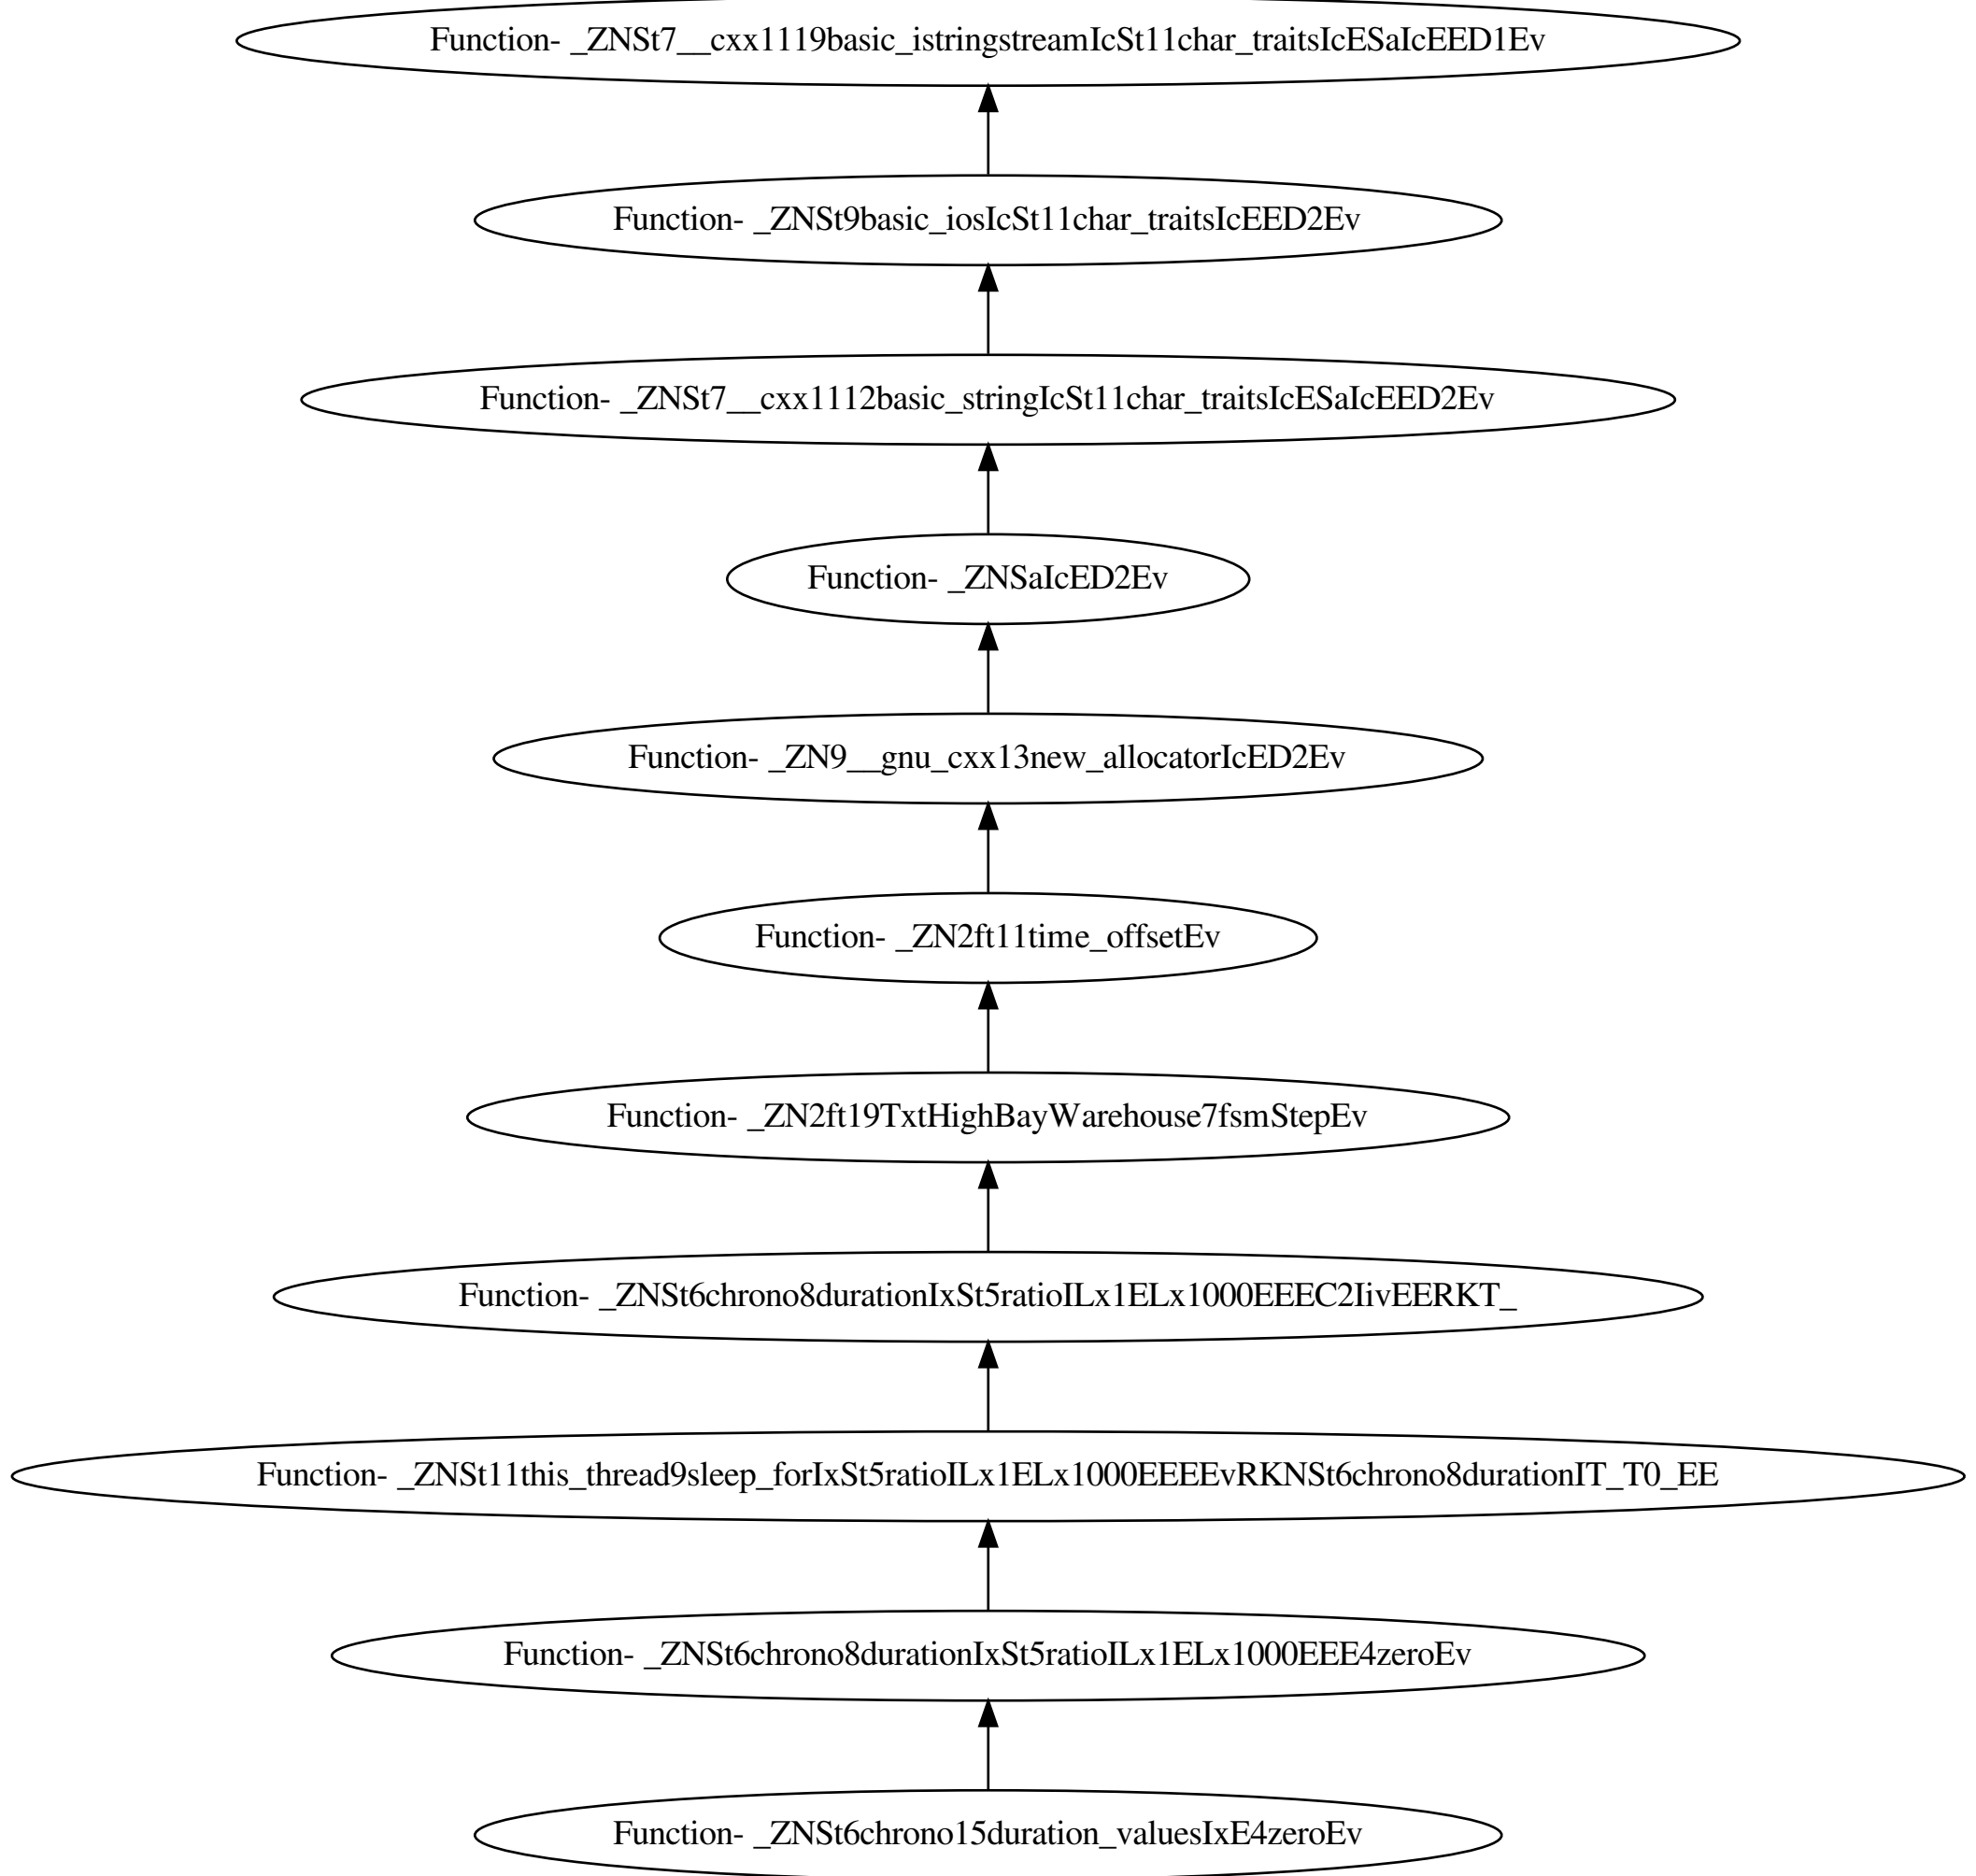 Function- _ZNSt7__cxx1119basic_istringstreamIcSt11char_traitsIcESaIcEED1Ev
Function- _ZNSt9basic_iosIcSt11char_traitsIcEED2Ev
Function- _ZNSt7__cxx1112basic_stringIcSt11char_traitsIcESaIcEED2Ev
Function- _ZNSaIcED2Ev
Function- _ZN9__gnu_cxx13new_allocatorIcED2Ev
Function- _ZN2ft11time_offsetEv
Function- _ZN2ft19TxtHighBayWarehouse7fsmStepEv
Function- _ZNSt6chrono8durationIxSt5ratioILx1ELx1000EEEC2IivEERKT_
Function- _ZNSt11this_thread9sleep_forIxSt5ratioILx1ELx1000EEEEvRKNSt6chrono8durationIT_T0_EE
Function- _ZNSt6chrono8durationIxSt5ratioILx1ELx1000EEE4zeroEv
Function- _ZNSt6chrono15duration_valuesIxE4zeroEv